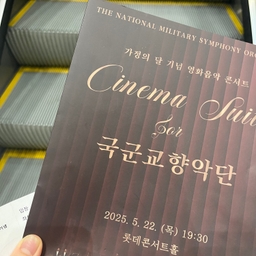 THE NATIONAL MILITARY SYMPHONY OR
가정의 달 기념 영화음악 콘서트
Cinema Suit
for
국군교향악단
2025. 5. 22. (목) 19:30
롯데콘서트홀